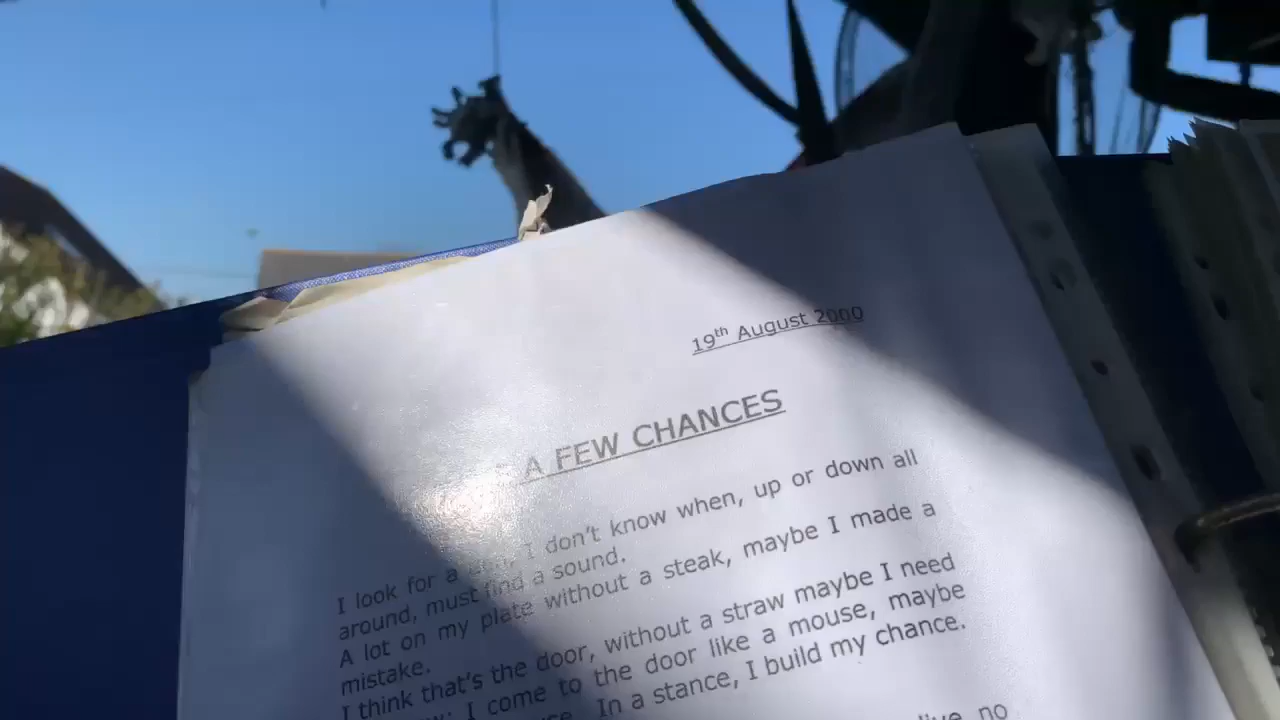 19th August 2000
A FEW CHANCES
I look for a I don't know when, up or down all
around, must find a sound.
A lot on my plate without a steak, maybe I made a
mistake.
I think that's the door, without a straw maybe I need
I come to the door like a mouse, maybe
In a stance, I build my chance.
no